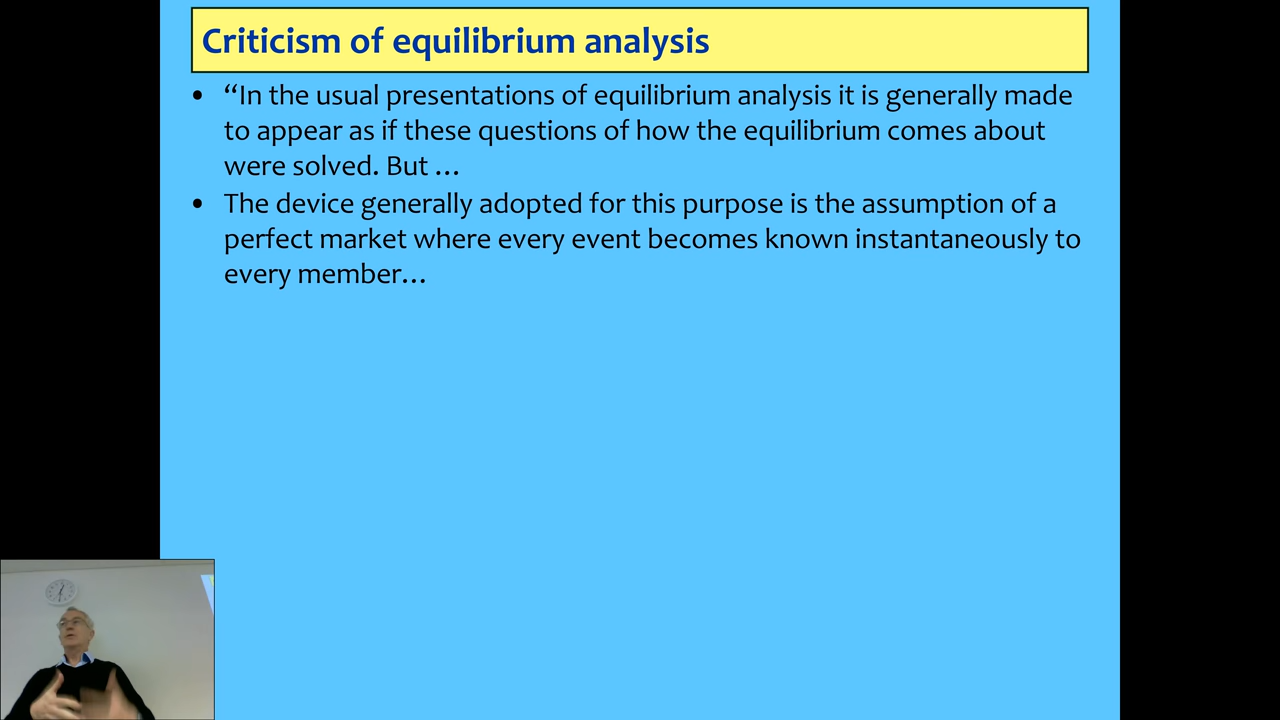 Criticism of equilibrium analysis
• “In the usual presentations of equilibrium analysis it is generally made
to appear as if these questions of how the equilibrium comes about
were solved. But …
• The device generally adopted for this purpose is the assumption of a
perfect market where every event becomes known instantaneously to
every member…